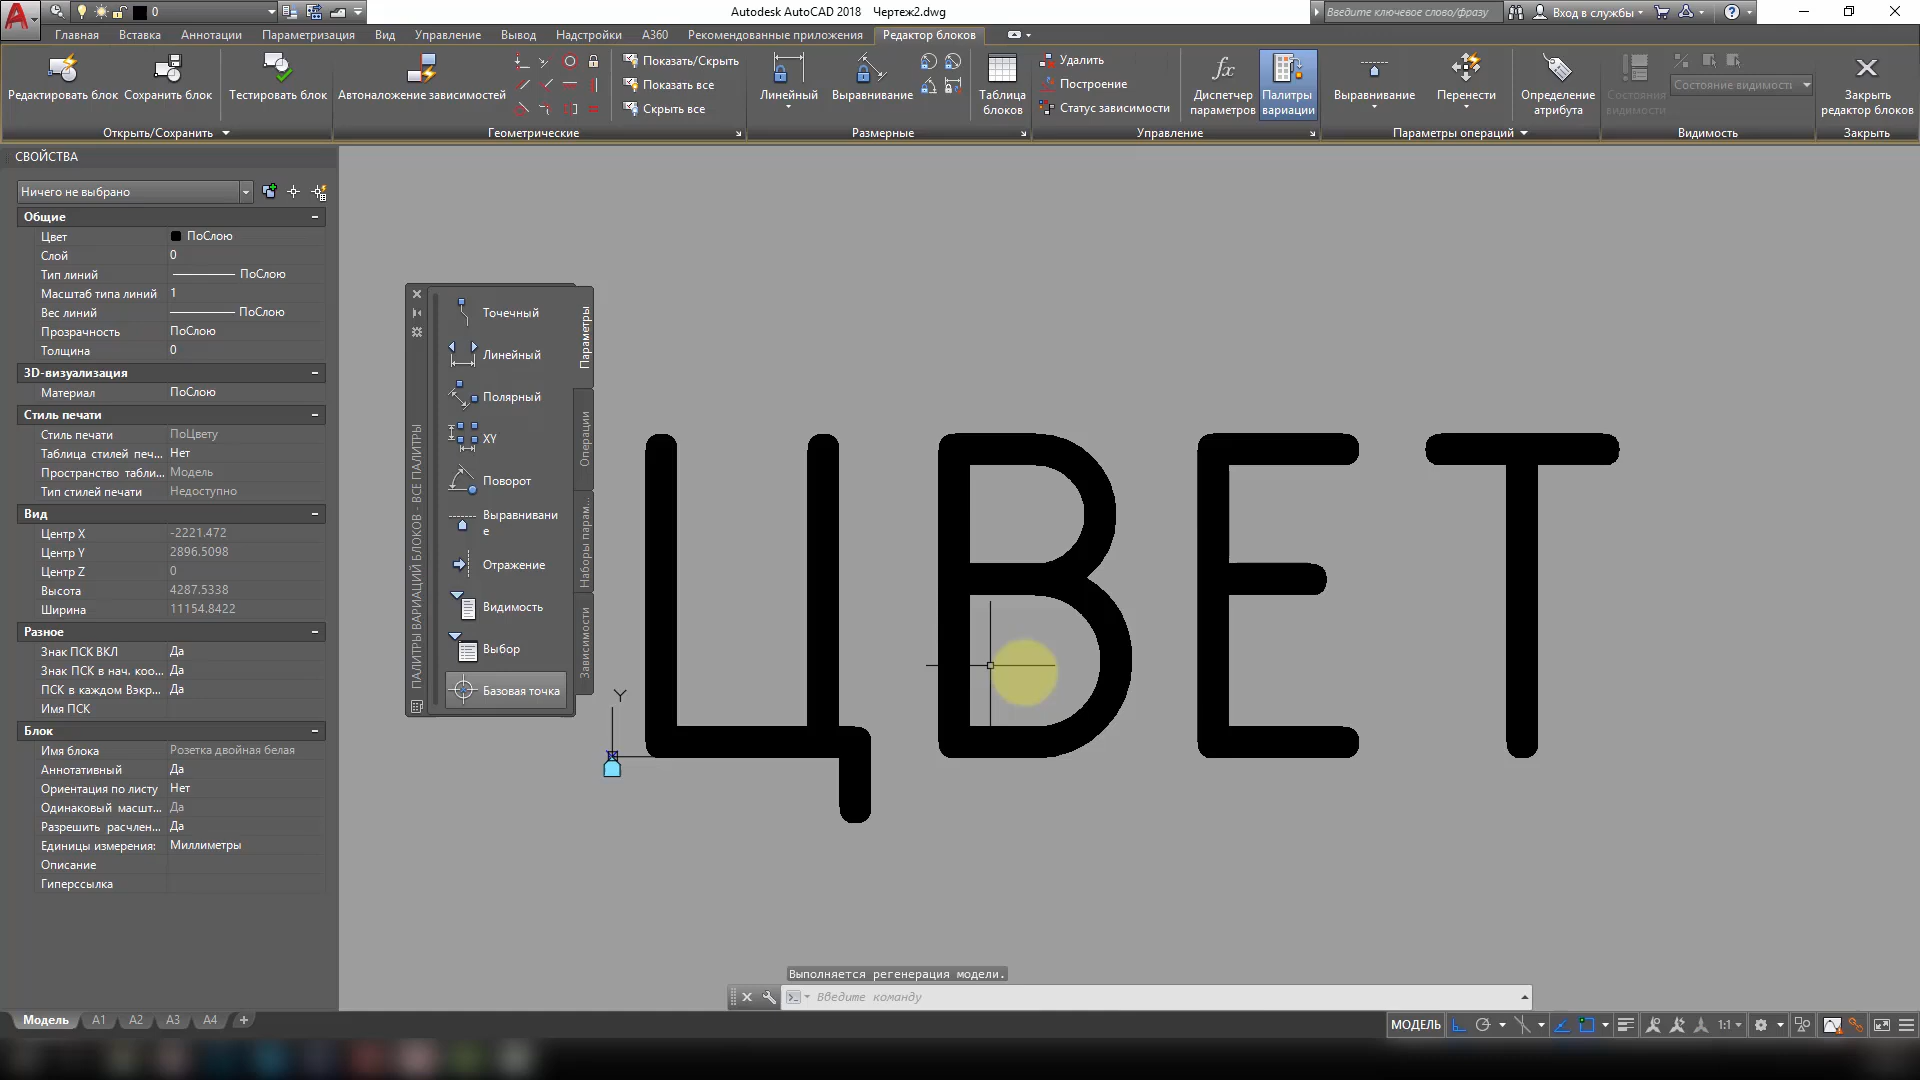 0
Autodesk AutoCAD 2018 Чертеж2.dwg
Введите ключевое слово/фразу
Вход в службы
Главная
Вставка
Аннотации
Параметризация
Вид
Управление
Вывод
Надстройки
A360
Рекомендованные приложения
Редактор блоков
Редактировать блок
Сохранить блок
Тестировать блок
Автоналожение зависимостей
Показать/Скрыть
Показать все
Скрыть все
Линейный
Выравнивание
Таблица
блоков
Удалить
Построение
Статус зависимости
fx
Диспетчер
параметров
Палитры
вариации
Выравнивание
Перенести
Определение
атрибута
Состояния
видимости
Состояние видимости
Закрыть
редактор блоков
Открыть/Сохранить
Геометрические
Размерные
Управление
Параметры операций
Видимость
Закрыть
СВОЙСТВА
Ничего не выбрано
Общие
Цвет ПоСлою
Слой 0
Тип линий ПоСлою
Масштаб типа линий 1
Вес линий ПоСлою
Прозрачность ПоСлою
Толщина 0
3D-визуализация
Материал ПоСлою
Стиль печати
Стиль печати ПоЦвету
Таблица стилей печ... Нет
Пространство табли... Модель
Тип стилей печати Недоступно
Вид
Центр X -2221.472
Центр Y 2896.5098
Центр Z 0
Высота 4287.5338
Ширина 11154.8422
Разное
Знак ПСК ВКЛ Да
Знак ПСК в нач. коо... Да
ПСК в каждом Вэкр... Да
Имя ПСК
Блок
Имя блока Розетка двойная белая
Аннотативный Да
Ориентация по листу Нет
Одинаковый масшт... Да
Разрешить расчлен... Да
Единицы измерения: Миллиметры
Описание
Гиперссылка
ПАЛИТРЫ ВАРИАЦИЙ БЛОКОВ - ВСЕ ПАЛИТРЫ
Точечный
Линейный
Полярный
XY
Поворот
Выравнивани
е
Отражение
Видимость
Выбор
Базовая точка
Параметры
Операции
Наборы парам...
Зависимости
ЦВЕТ
Y
Выполняется регенерация модели.
Введите команду
Модель
A1
A2
A3
A4
+
МОДЕЛЬ
1:1